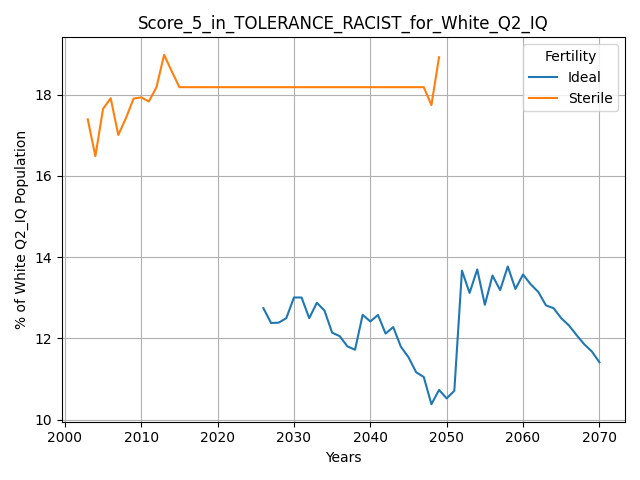 Score_5_in_TOLERANCE_RACIST_for_White_Q2_IQ
Fertility
Ideal
Sterile
% of White Q2_IQ Population
18
16
14
12
10
2000 2010 2020 2030 2040 2050 2060 2070
Years